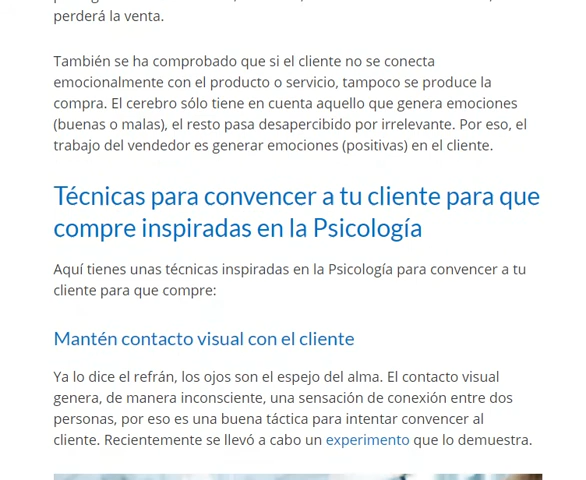 perderá la venta.
También se ha comprobado que si el cliente no se conecta
emocionalmente con el producto o servicio, tampoco se produce la
compra. El cerebro sólo tiene en cuenta aquello que genera emociones
(buenas o malas), el resto pasa desapercibido por irrelevante. Por eso, el
trabajo del vendedor es generar emociones (positivas) en el cliente.
Técnicas para convencer a tu cliente para que
compre inspiradas en la Psicología
Aquí tienes unas técnicas inspiradas en la Psicología para convencer a tu
cliente para que compre:
Mantén contacto visual con el cliente
Ya lo dice el refrán, los ojos son el espejo del alma. El contacto visual
genera, de manera inconsciente, una sensación de conexión entre dos
personas, por eso es una buena táctica para intentar convencer al
cliente. Recientemente se llevó a cabo un experimento que lo demuestra.